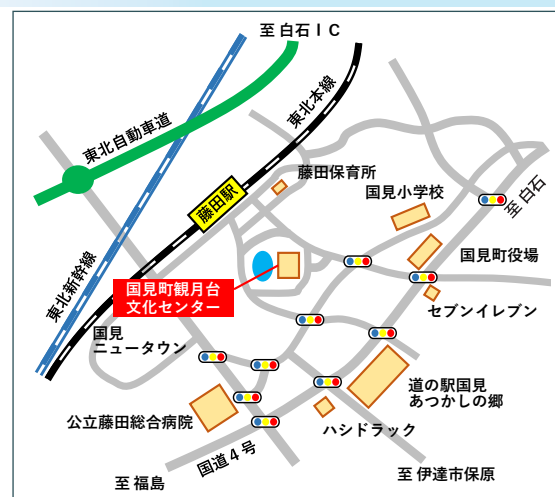 至 白石ＩＣ
東北自動車道
東北本線
藤田保育所
国見小学校
至 白石
藤田駅
国見町役場
東北新幹線
国見町観月台
文化センター
セブンイレブン
国見
ニュータウン
道の駅国見
あつかしの郷
公立藤田総合病院
ハシドラック
国道４号
至 福島
至 伊達市保原